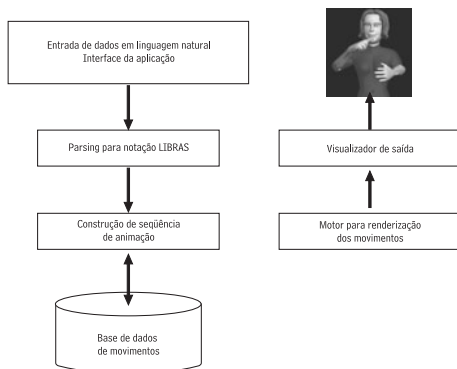 Entrada de dados em linguagem natural
Interface da aplicação
Parsing para notação LIBRAS
Construção de seqüência
de animação
Base de dados
de movimentos
Visualizador de saída
Motor para renderização
dos movimentos